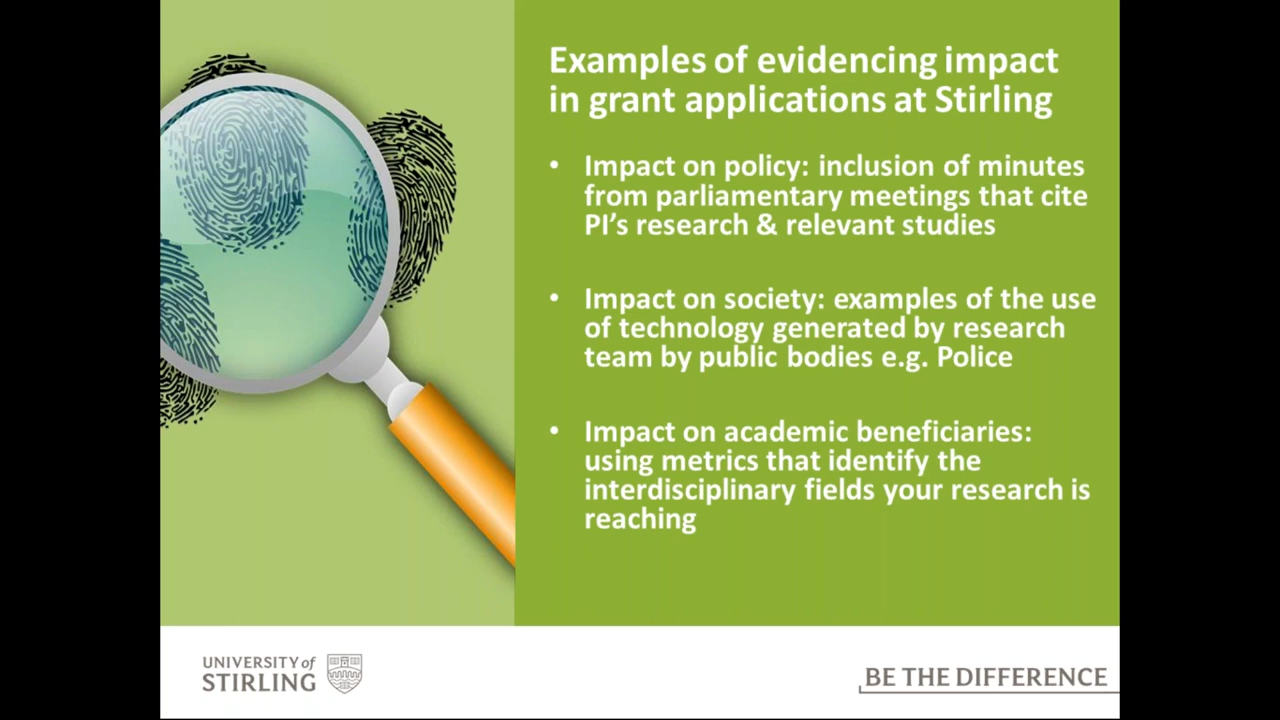 Examples of evidencing impact
in grant applications at Stirling
• Impact on policy: inclusion of minutes
from parliamentary meetings that cite
PI's research & relevant studies
• Impact on society: examples of the use
of technology generated by research
team by public bodies e.g. Police
• Impact on academic beneficiaries:
using metrics that identify the
interdisciplinary fields your research is
reaching
UNIVERSITY of
STIRLING
BE THE DIFFERENCE